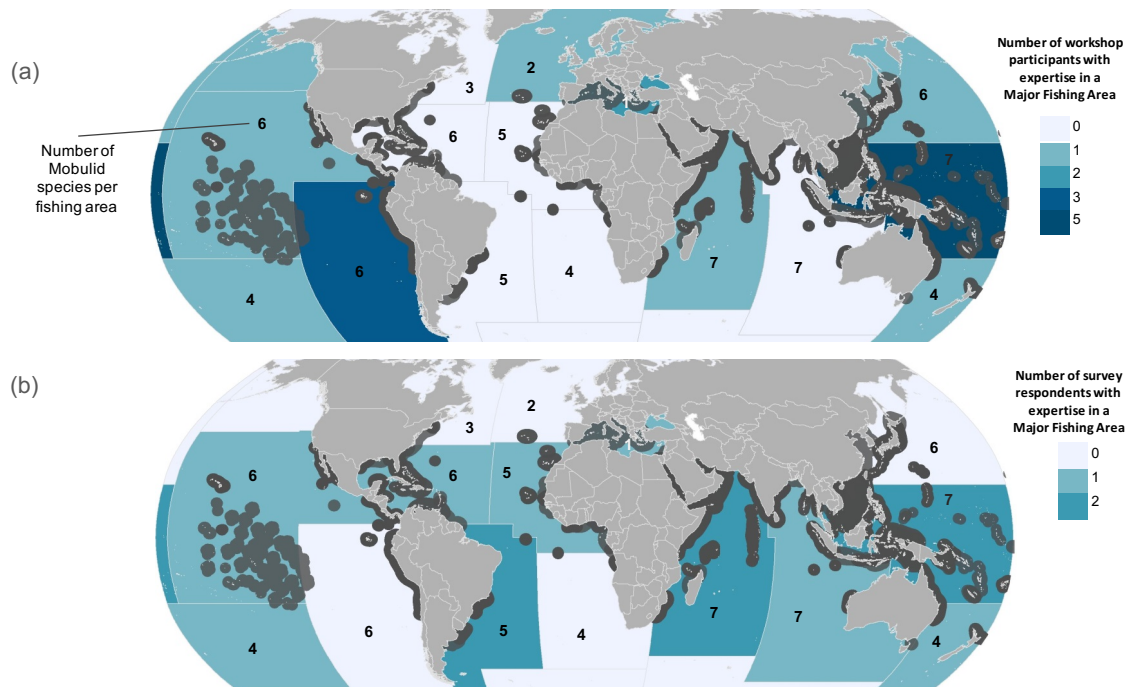 (a)
Number of Mobulid
species per
fishing area
3
2
1
6
6
6
5
7
6
5
4
7
7
4
4
Number of workshop
participants with
expertise in a
Major Fishing Area
0
1
2
3
5
(b)
3
2
6
6
6
5
7
6
5
4
7
7
4
4
Number of survey
respondents with
expertise in a
Major Fishing Area
0
1
2